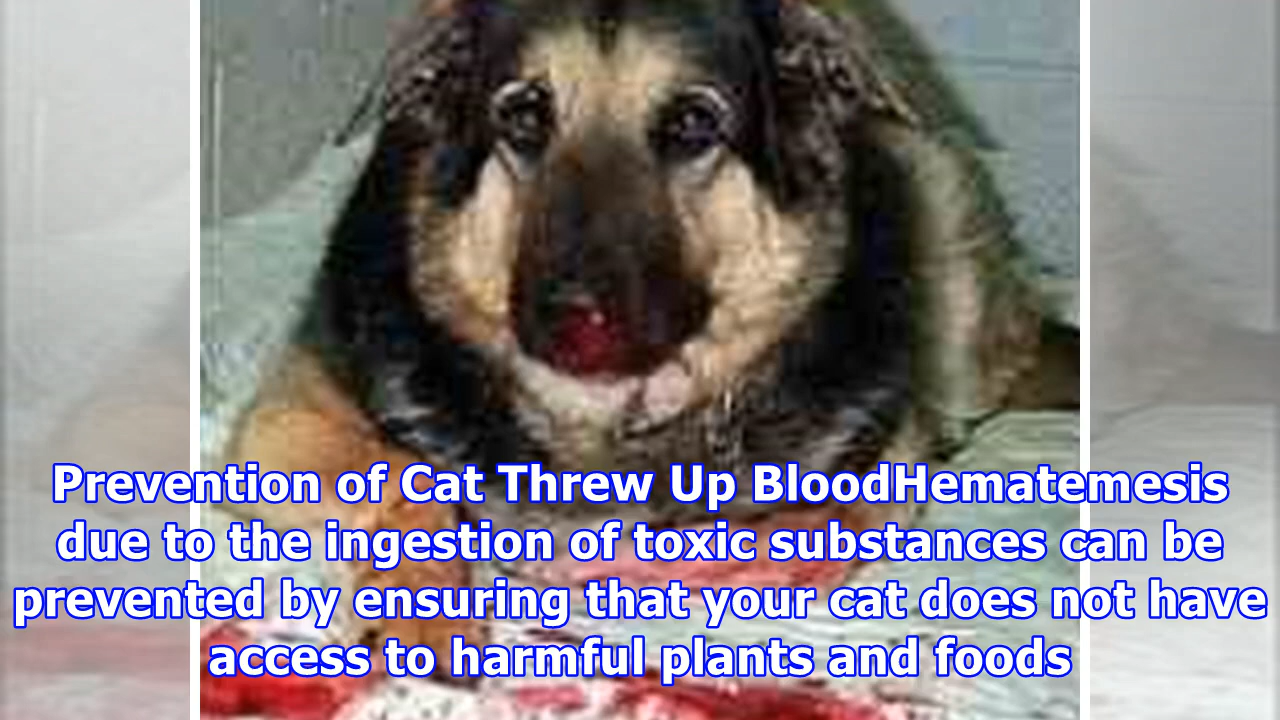 Prevention of Cat Threw Up BloodHematemesis
due to the ingestion of toxic substances can be
prevented by ensuring that your cat does not have
access to harmful plants and foods